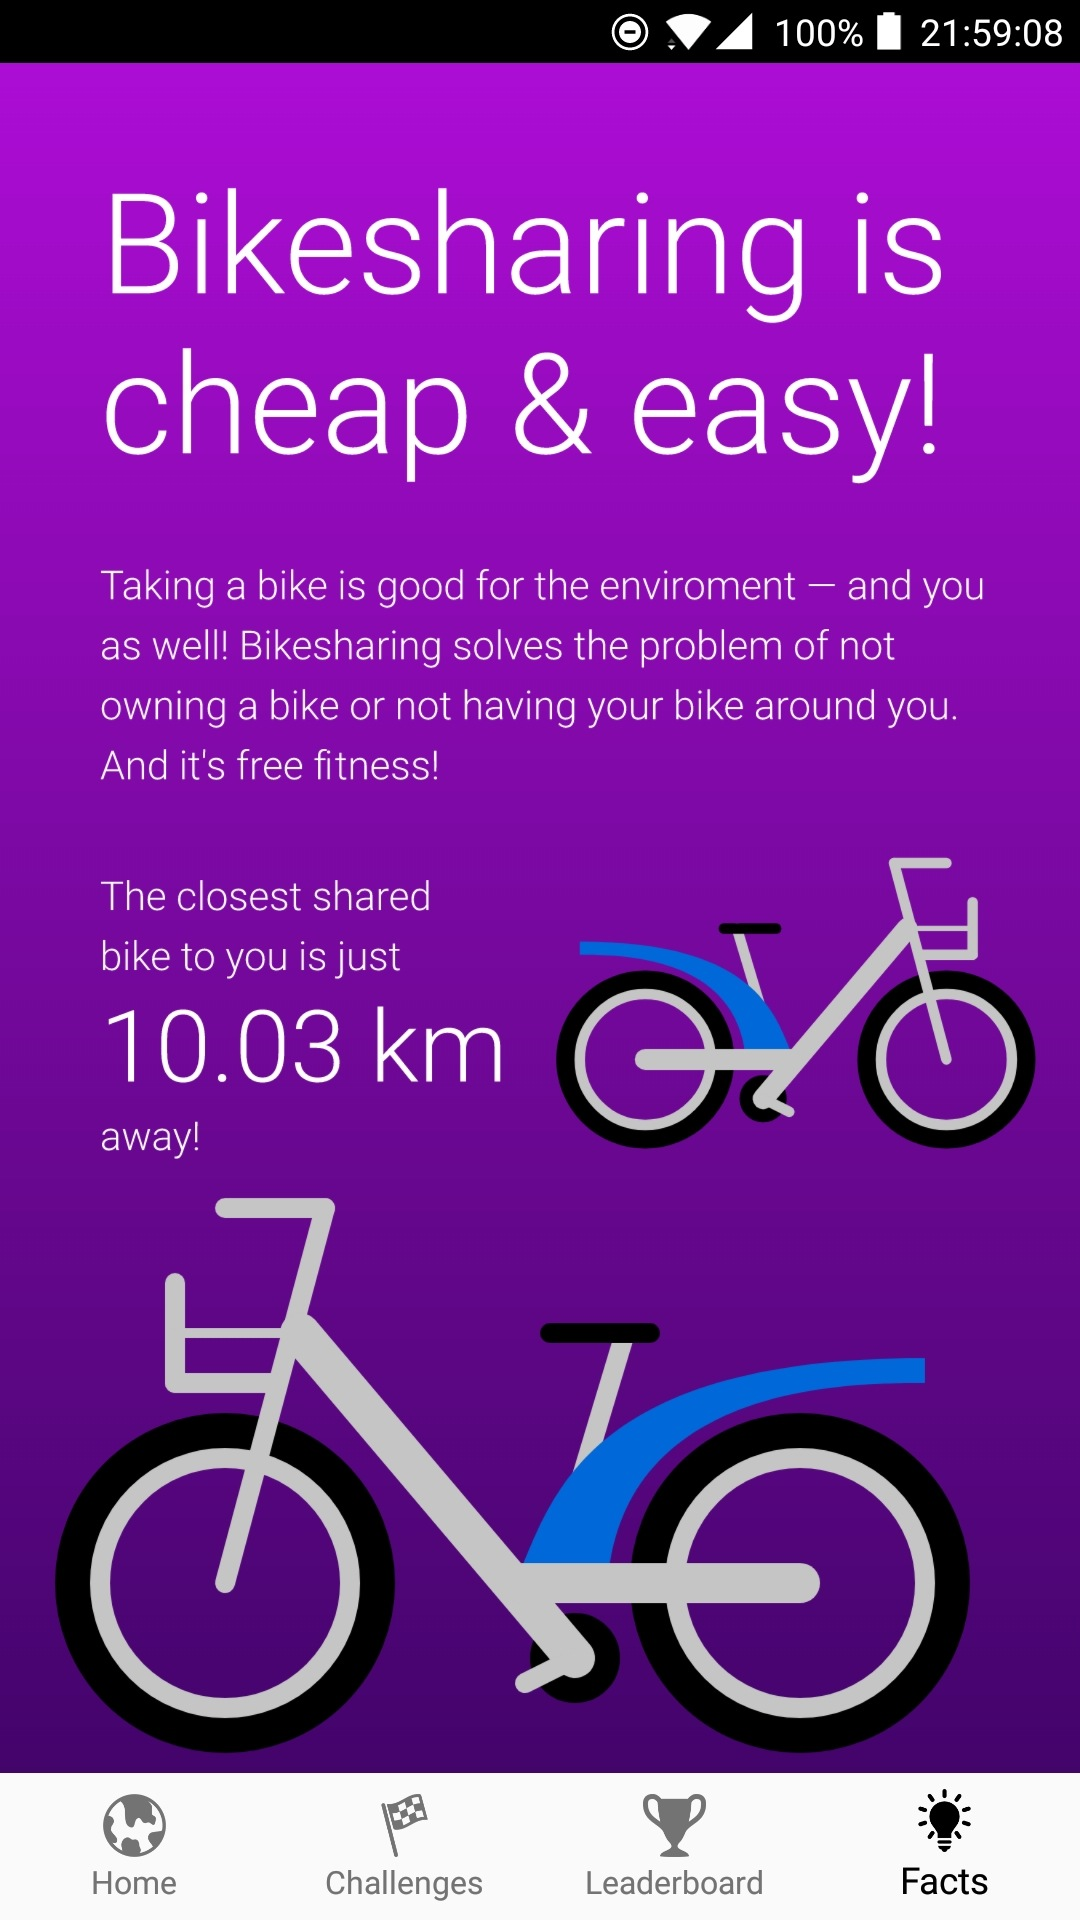 100% 21:59:08
Bikesharing is
cheap & easy!
Taking a bike is good for the enviroment — and you
as well! Bikesharing solves the problem of not
owning a bike or not having your bike around you.
And it's free fitness!
The closest shared
bike to you is just
10.03 km
away!
Home Challenges Leaderboard Facts